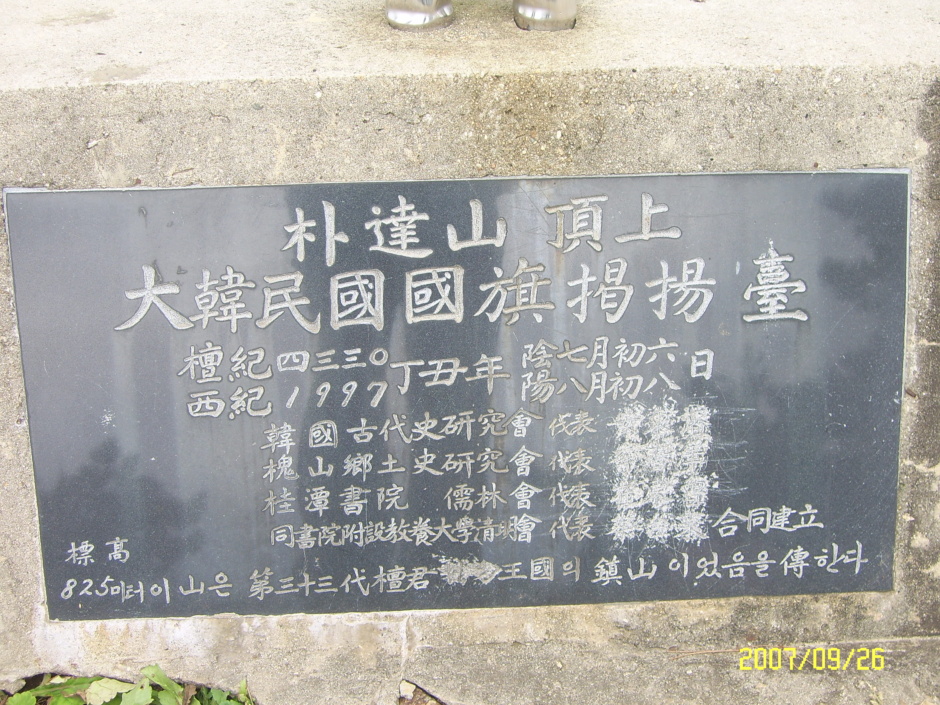 朴達山 頂上
大韓民國國旗揭揚臺
檀紀四三三○丁丑年 陰七月初六日
西紀1997 陽八月初八
韓國古代史硏究會 代表
槐山鄕土史硏究會 代表
桂潭書院 儒林會 代表
同書院附設敎養大學淸明會 代表 合同建立
標高
825미터이 山은 第三十三代檀君 王國의 鎭山이었음을傳한다
2007/09/26